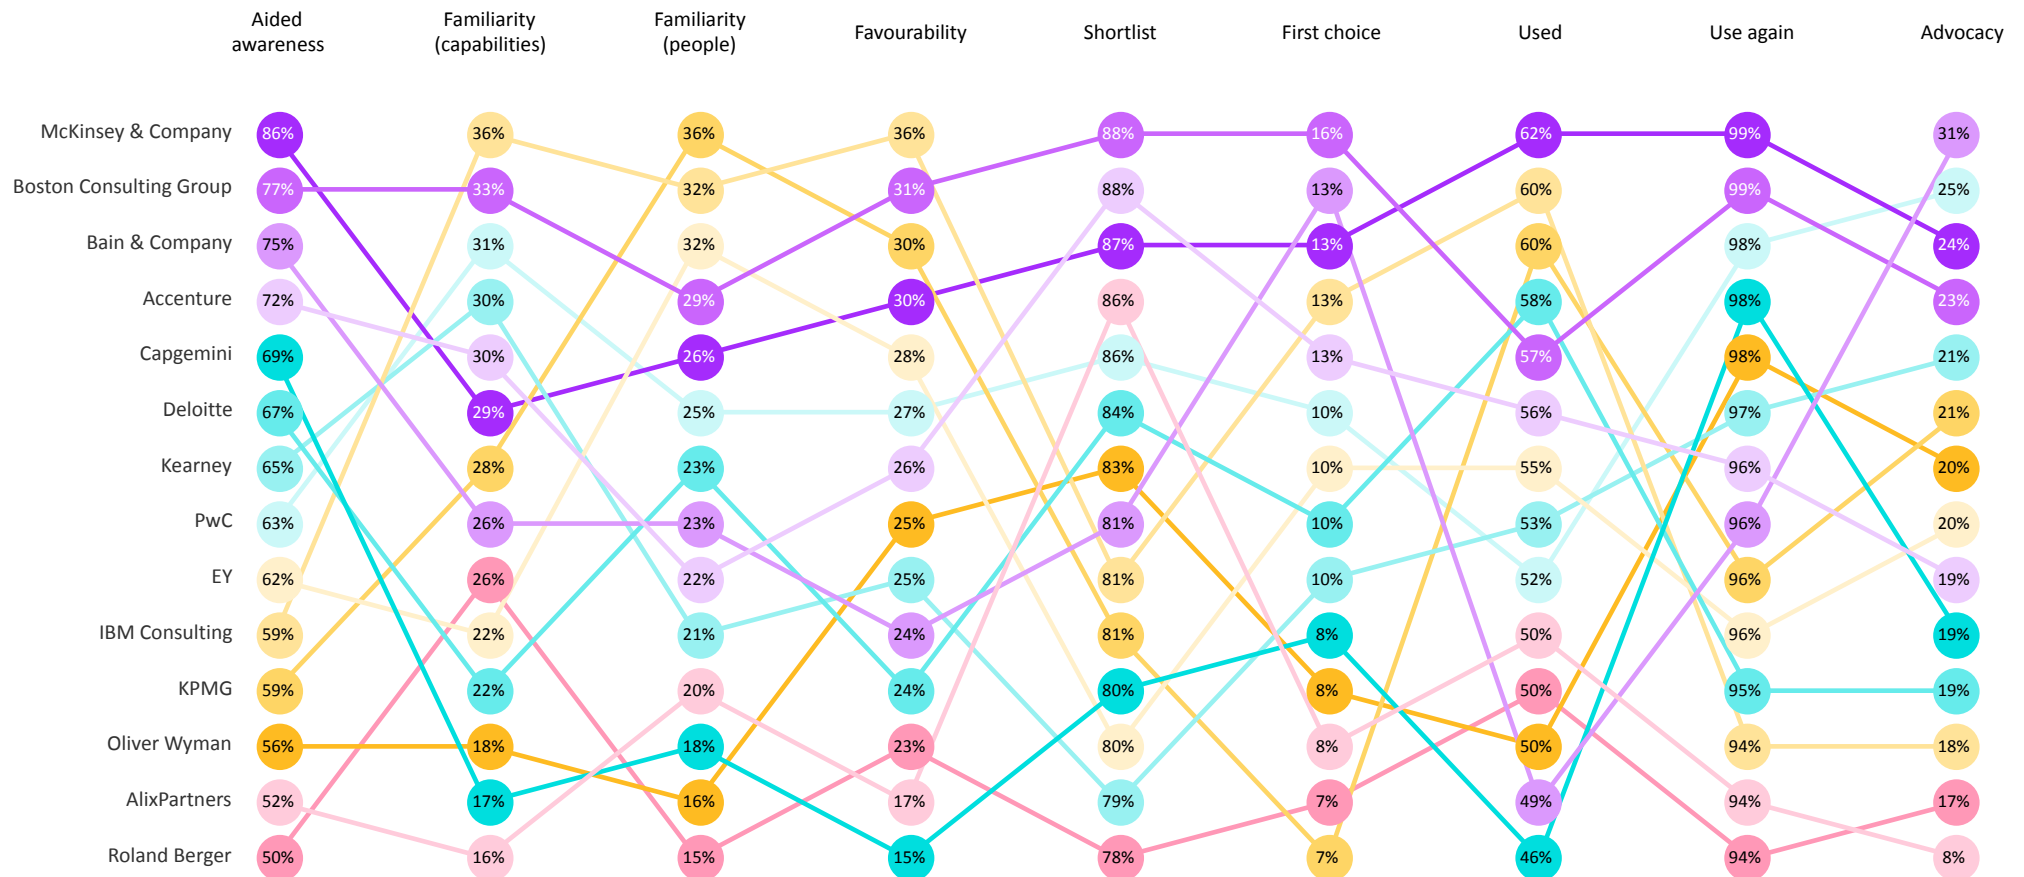 Aided awareness
Familiarity (capabilities)
Familiarity (people)
Favourability
Shortlist
First choice
Used
Use again
Advocacy
McKinsey & Company 86% 36% 36% 36% 88% 16% 62% 99% 31%
Boston Consulting Group 77% 33% 32% 31% 88% 13% 60% 99% 25%
Bain & Company 75% 31% 32% 30% 87% 13% 60% 98% 24%
Accenture 72% 30% 29% 30% 86% 13% 58% 98% 23%
Capgemini 69% 30% 26% 28% 86% 13% 57% 98% 21%
Deloitte 67% 29% 25% 27% 84% 10% 56% 97% 21%
Kearney 65% 28% 23% 26% 83% 10% 55% 96% 20%
PwC 63% 26% 23% 25% 81% 10% 53% 96% 20%
EY 62% 26% 22% 25% 81% 10% 52% 96% 19%
IBM Consulting 59% 22% 21% 24% 81% 8% 50% 96% 19%
KPMG 59% 22% 20% 24% 80% 8% 50% 95% 19%
Oliver Wyman 56% 18% 18% 23% 80% 8% 50% 94% 18%
AlixPartners 52% 17% 16% 17% 79% 7% 49% 94% 17%
Roland Berger 50% 16% 15% 15% 78% 7% 46% 94% 8%